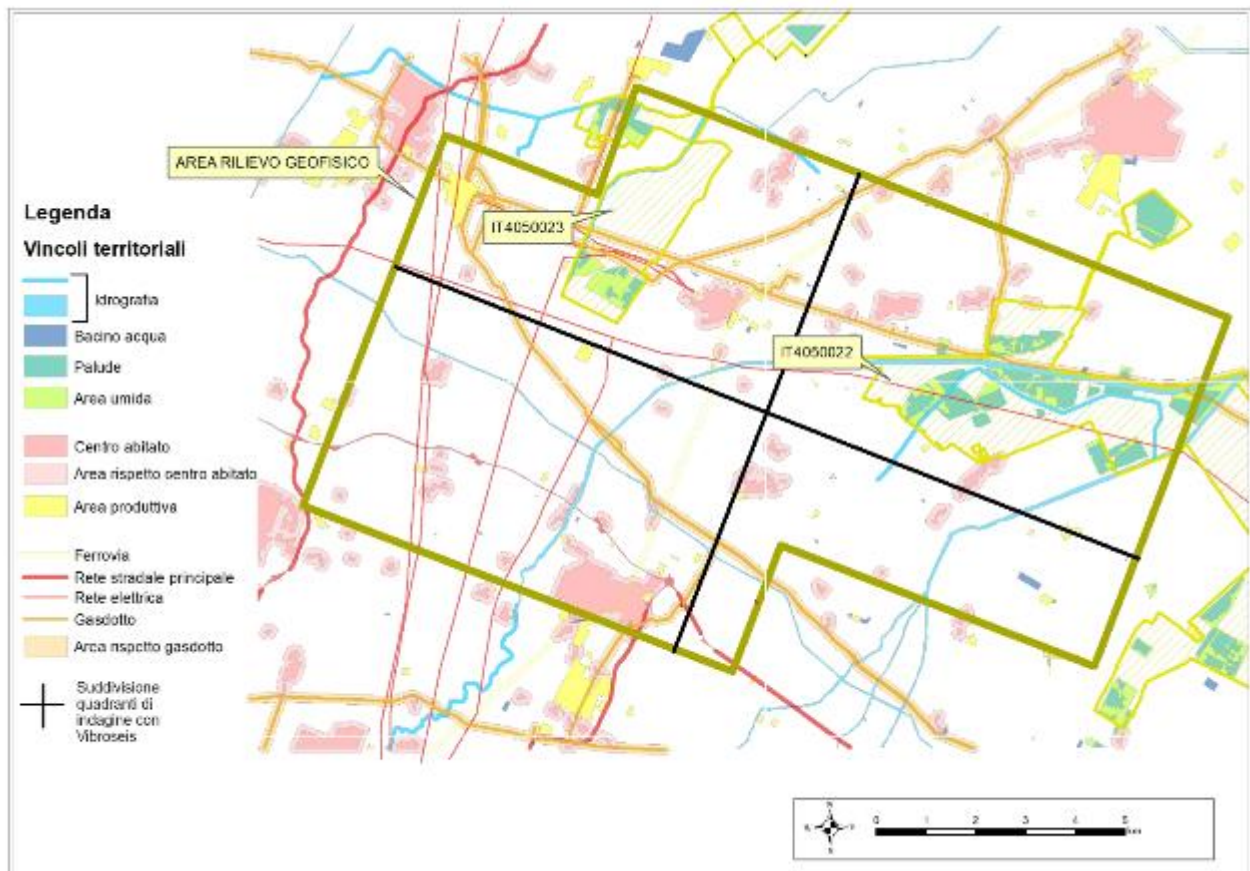 AREA RILIEVO GEOFISICO
IT4050023
IT4050022
Legenda
Vincoli territoriali
Idrografia
Bacino acqua
Palude
Area umida
Centro abitato
Area rispetto centro abitato
Area produttiva
Ferrovia
Rete stradale principale
Rete elettrica
Gasdotto
Area rispetto gasdotto
Suddivisione
quadranti di
indagine con
Vibroseis
0 1 2 3 4 5
km